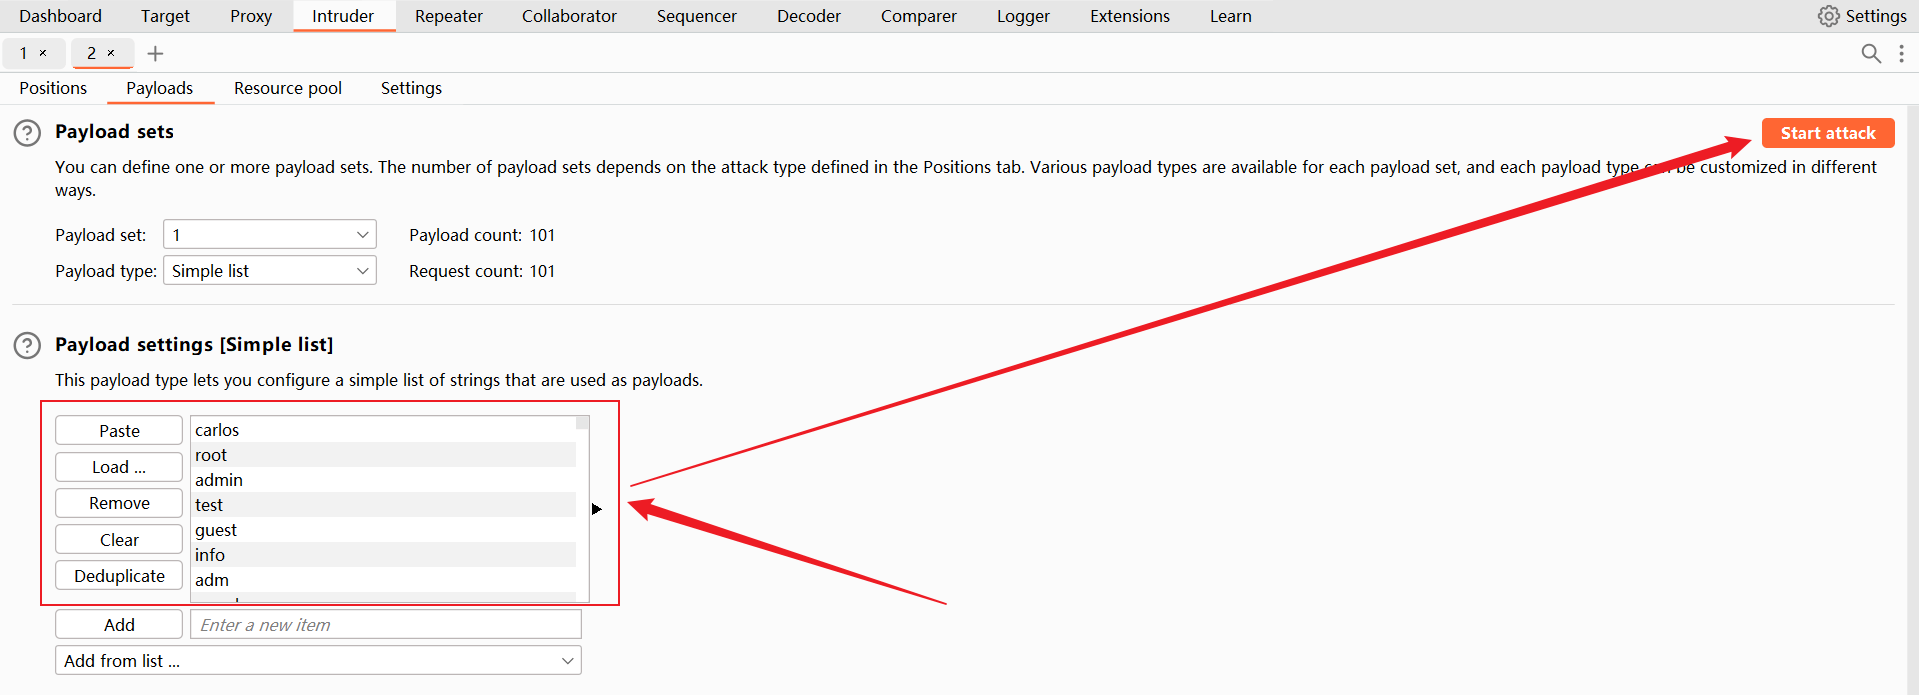 Dashboard Target Proxy Intruder Repeater Collaborator Sequencer Decoder Comparer Logger Extensions Learn Settings
1 × 2 × +
Positions Payloads Resource pool Settings
? Payload sets Start attack
You can define one or more payload sets. The number of payload sets depends on the attack type defined in the Positions tab. Various payload types are available for each payload set, and each payload type can be customized in different
ways.
Payload set: 1 Payload count: 101
Payload type: Simple list Request count: 101
? Payload settings [Simple list]
This payload type lets you configure a simple list of strings that are used as payloads.
Paste carlos
root
Load ... admin
Remove test
guest
Clear info
Deduplicate adm
Add Enter a new item
Add from list ...